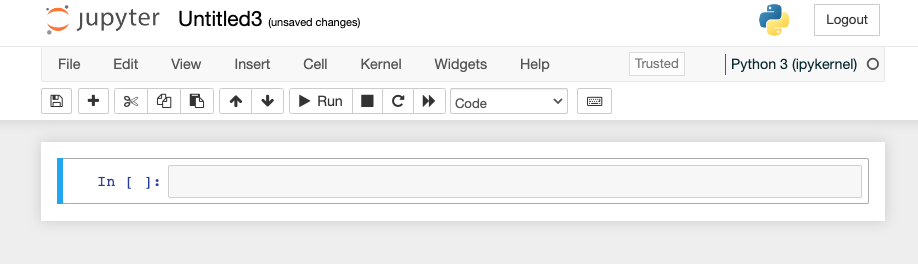 jupyter Untitled3 (unsaved changes) Logout
File Edit View Insert Cell Kernel Widgets Help Trusted Python 3 (ipykernel)
Run Code
In [ ]: